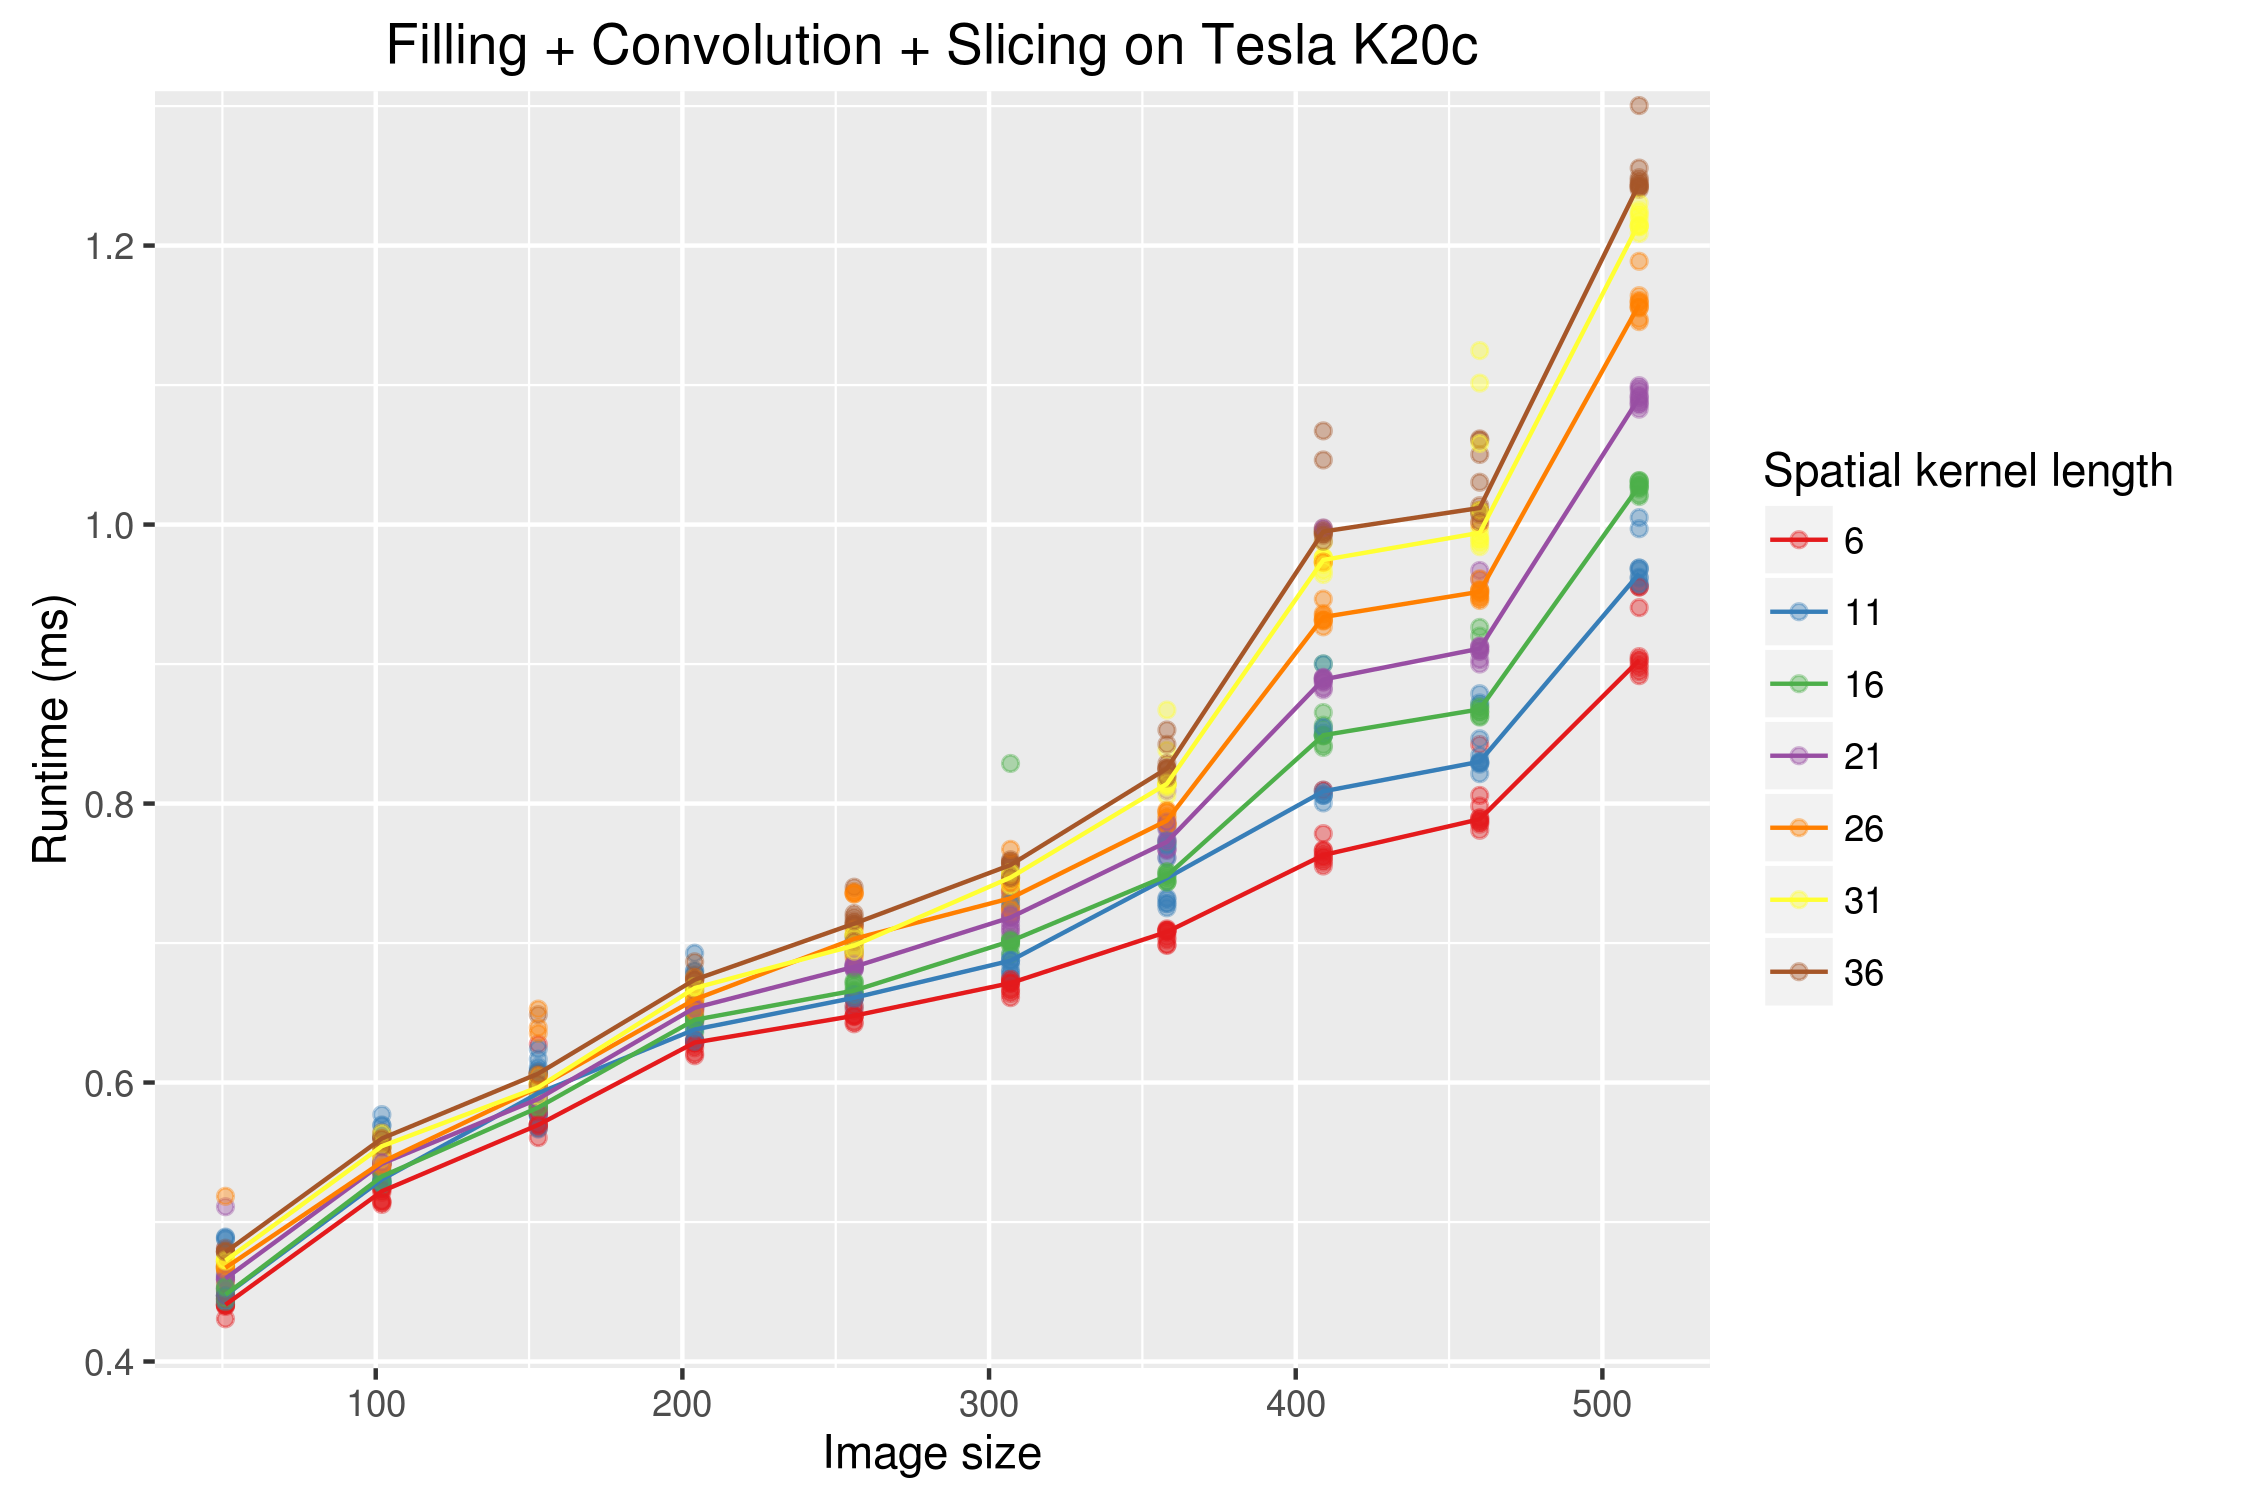 Filling + Convolution + Slicing on Tesla K20c
Runtime (ms)
1.2
1.0
0.8
0.6
0.4
100 200 300 400 500
Image size
Spatial kernel length
6
11
16
21
26
31
36